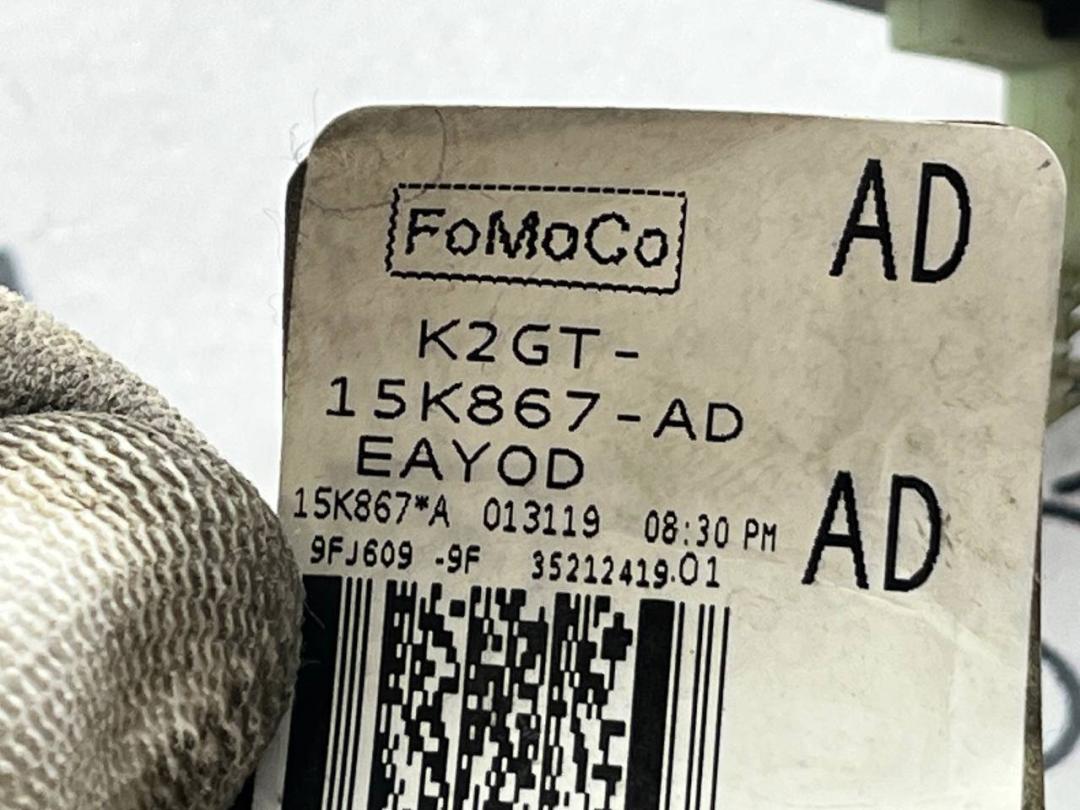 FoMoCo
AD
K2GT-
15K867-AD
EAYOD
15K867*A 013119 08:30 PM
9FJ609 -9F 35212419.01
AD